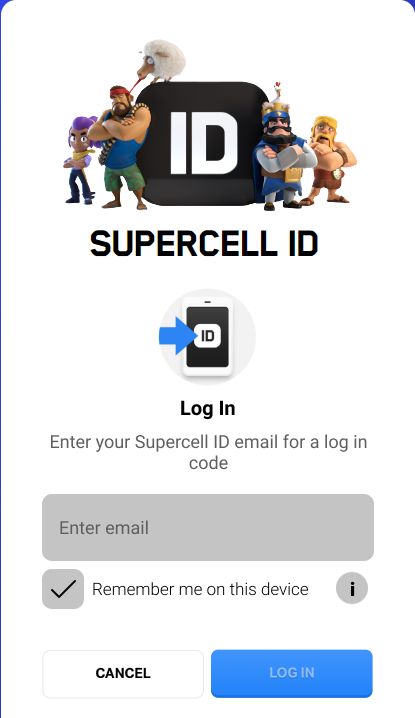 ID
SUPERCELL ID
ID
Log In
Enter your Supercell ID email for a log in
code
Enter email
Remember me on this device
i
CANCEL
LOG IN